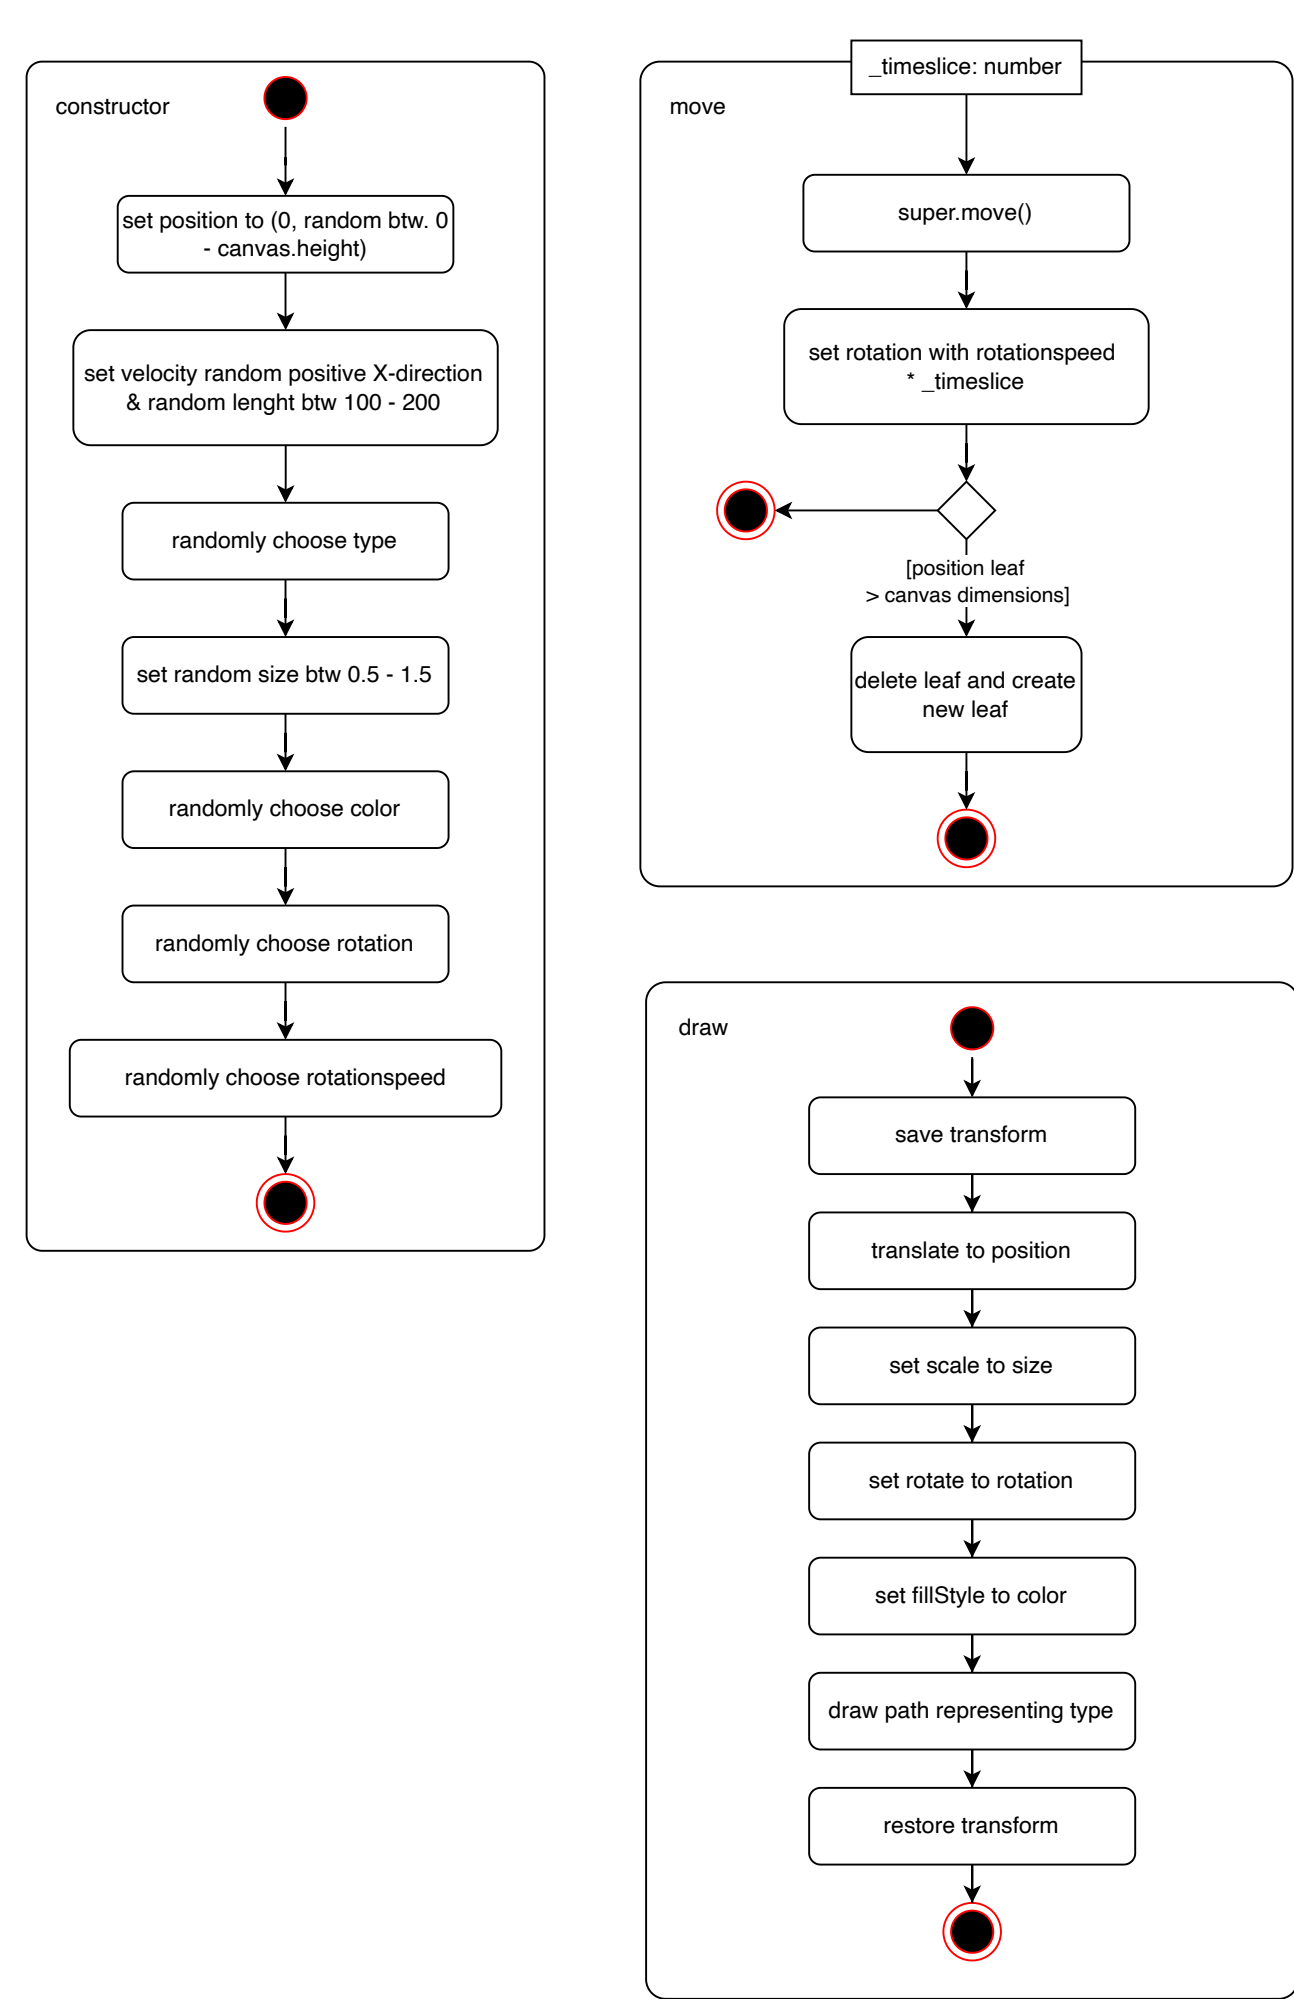 constructor
set position to (0, random btw. 0
- canvas.height)
set velocity random positive X-direction
& random lenght btw 100 - 200
randomly choose type
set random size btw 0.5 - 1.5
randomly choose color
randomly choose rotation
randomly choose rotationspeed
_timeslice: number
move
super.move()
set rotation with rotationspeed
* _timeslice
[position leaf
> canvas dimensions]
delete leaf and create
new leaf
draw
save transform
translate to position
set scale to size
set rotate to rotation
set fillStyle to color
draw path representing type
restore transform